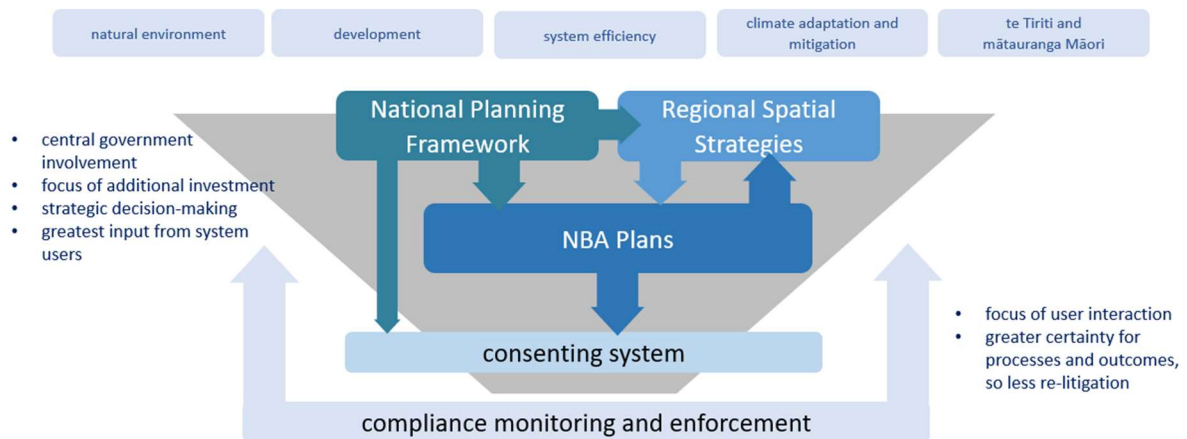 natural environment
development
system efficiency
climate adaptation and
mitigation
te Tiriti and
mātauranga Māori
National Planning
Framework
Regional Spatial
Strategies
• central government
involvement
• focus of additional investment
• strategic decision-making
• greatest input from system
users
NBA Plans
• focus of user interaction
• greater certainty for
processes and outcomes,
so less re-litigation
consenting system
compliance monitoring and enforcement